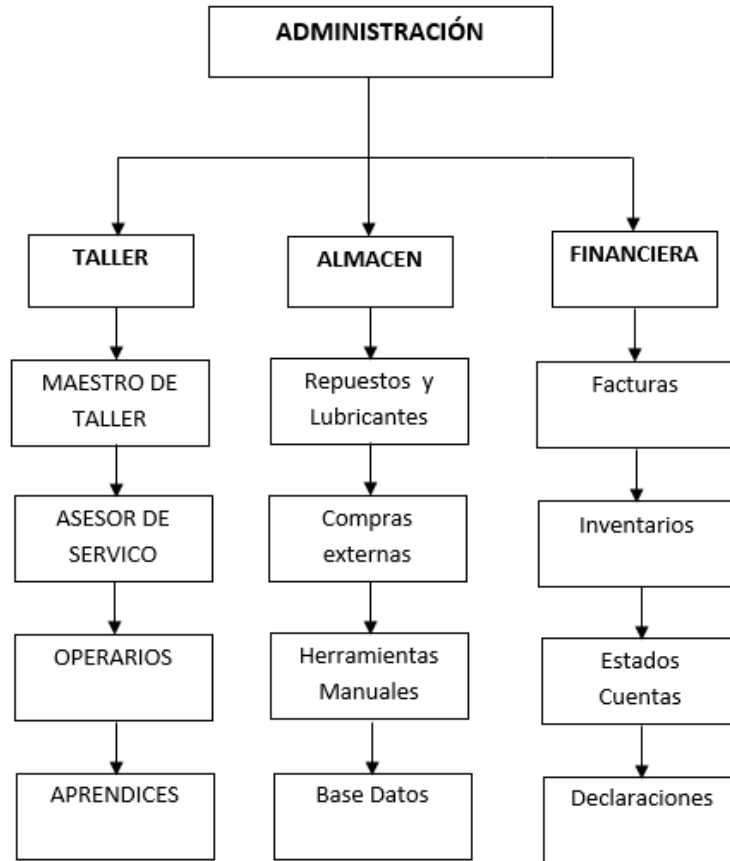 ADMINISTRACIÓN
TALLER
ALMACEN
FINANCIERA
MAESTRO DE
TALLER
Repuestos y
Lubricantes
Facturas
ASESOR DE
SERVICO
Compras
externas
Inventarios
OPERARIOS
Herramientas
Manuales
Estados
Cuentas
APRENDICES
Base Datos
Declaraciones